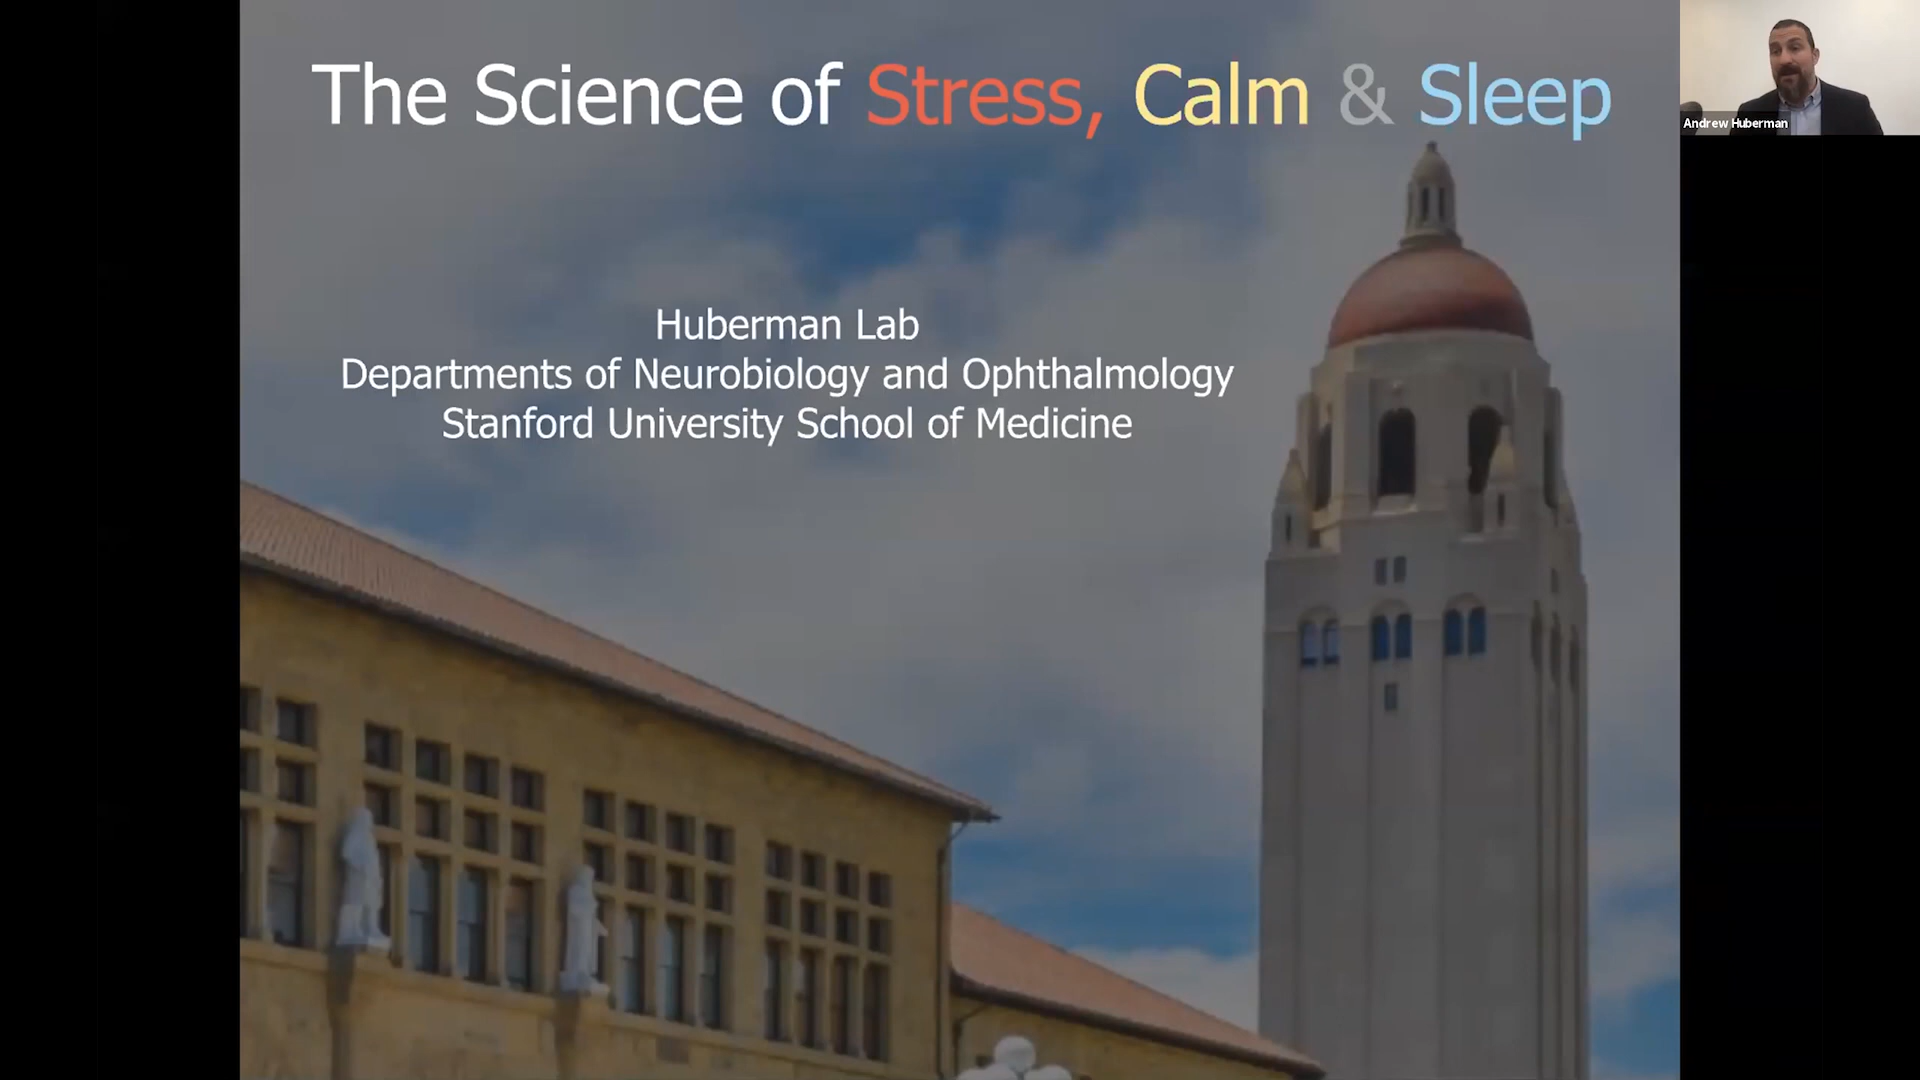 The Science of Stress, Calm & Sleep
Huberman Lab
Departments of Neurobiology and Ophthalmology
Stanford University School of Medicine
Andrew Huberman